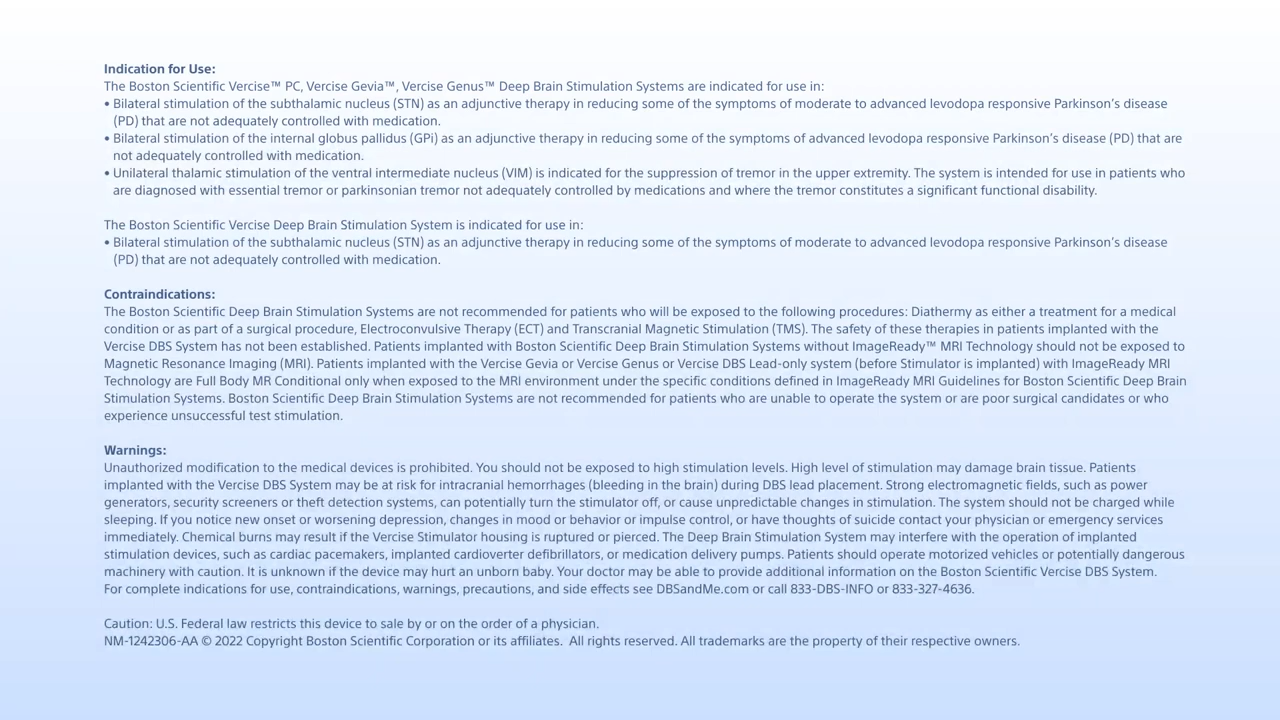 Indication for Use:
The Boston Scientific Vercise™ PC, Vercise Gevia™, Vercise Genus™ Deep Brain Stimulation Systems are indicated for use in:
• Bilateral stimulation of the subthalamic nucleus (STN) as an adjunctive therapy in reducing some of the symptoms of moderate to advanced levodopa responsive Parkinson's disease
(PD) that are not adequately controlled with medication.
• Bilateral stimulation of the internal globus pallidus (GPi) as an adjunctive therapy in reducing some of the symptoms of advanced levodopa responsive Parkinson's disease (PD) that are
not adequately controlled with medication.
• Unilateral thalamic stimulation of the ventral intermediate nucleus (VIM) is indicated for the suppression of tremor in the upper extremity. The system is intended for use in patients who
are diagnosed with essential tremor or parkinsonian tremor not adequately controlled by medications and where the tremor constitutes a significant functional disability.
The Boston Scientific Vercise Deep Brain Stimulation System is indicated for use in:
• Bilateral stimulation of the subthalamic nucleus (STN) as an adjunctive therapy in reducing some of the symptoms of moderate to advanced levodopa responsive Parkinson's disease
(PD) that are not adequately controlled with medication.
Contraindications:
The Boston Scientific Deep Brain Stimulation Systems are not recommended for patients who will be exposed to the following procedures: Diathermy as either a treatment for a medical
condition or as part of a surgical procedure, Electroconvulsive Therapy (ECT) and Transcranial Magnetic Stimulation (TMS). The safety of these therapies in patients implanted with the
Vercise DBS System has not been established. Patients implanted with Boston Scientific Deep Brain Stimulation Systems without ImageReady™ MRI Technology should not be exposed to
Magnetic Resonance Imaging (MRI). Patients implanted with the Vercise Gevia or Vercise Genus or Vercise DBS Lead-only system (before Stimulator is implanted) with ImageReady MRI
Technology are Full Body MR Conditional only when exposed to the MRI environment under the specific conditions defined in ImageReady MRI Guidelines for Boston Scientific Deep Brain
Stimulation Systems. Boston Scientific Deep Brain Stimulation Systems are not recommended for patients who are unable to operate the system or are poor surgical candidates or who
experience unsuccessful test stimulation.
Warnings:
Unauthorized modification to the medical devices is prohibited. You should not be exposed to high stimulation levels. High level of stimulation may damage brain tissue. Patients
implanted with the Vercise DBS System may be at risk for intracranial hemorrhages (bleeding in the brain) during DBS lead placement. Strong electromagnetic fields, such as power
generators, security screeners or theft detection systems, can potentially turn the stimulator off, or cause unpredictable changes in stimulation. The system should not be charged while
sleeping. If you notice new onset or worsening depression, changes in mood or behavior or impulse control, or have thoughts of suicide contact your physician or emergency services
immediately. Chemical burns may result if the Vercise Stimulator housing is ruptured or pierced. The Deep Brain Stimulation System may interfere with the operation of implanted
stimulation devices, such as cardiac pacemakers, implanted cardioverter defibrillators, or medication delivery pumps. Patients should operate motorized vehicles or potentially dangerous
machinery with caution. It is unknown if the device may hurt an unborn baby. Your doctor may be able to provide additional information on the Boston Scientific Vercise DBS System.
For complete indications for use, contraindications, warnings, precautions, and side effects see DBSandMe.com or call 833-DBS-INFO or 833-327-4636.
Caution: U.S. Federal law restricts this device to sale by or on the order of a physician.
NM-1242306-AA © 2022 Copyright Boston Scientific Corporation or its affiliates. All rights reserved. All trademarks are the property of their respective owners.